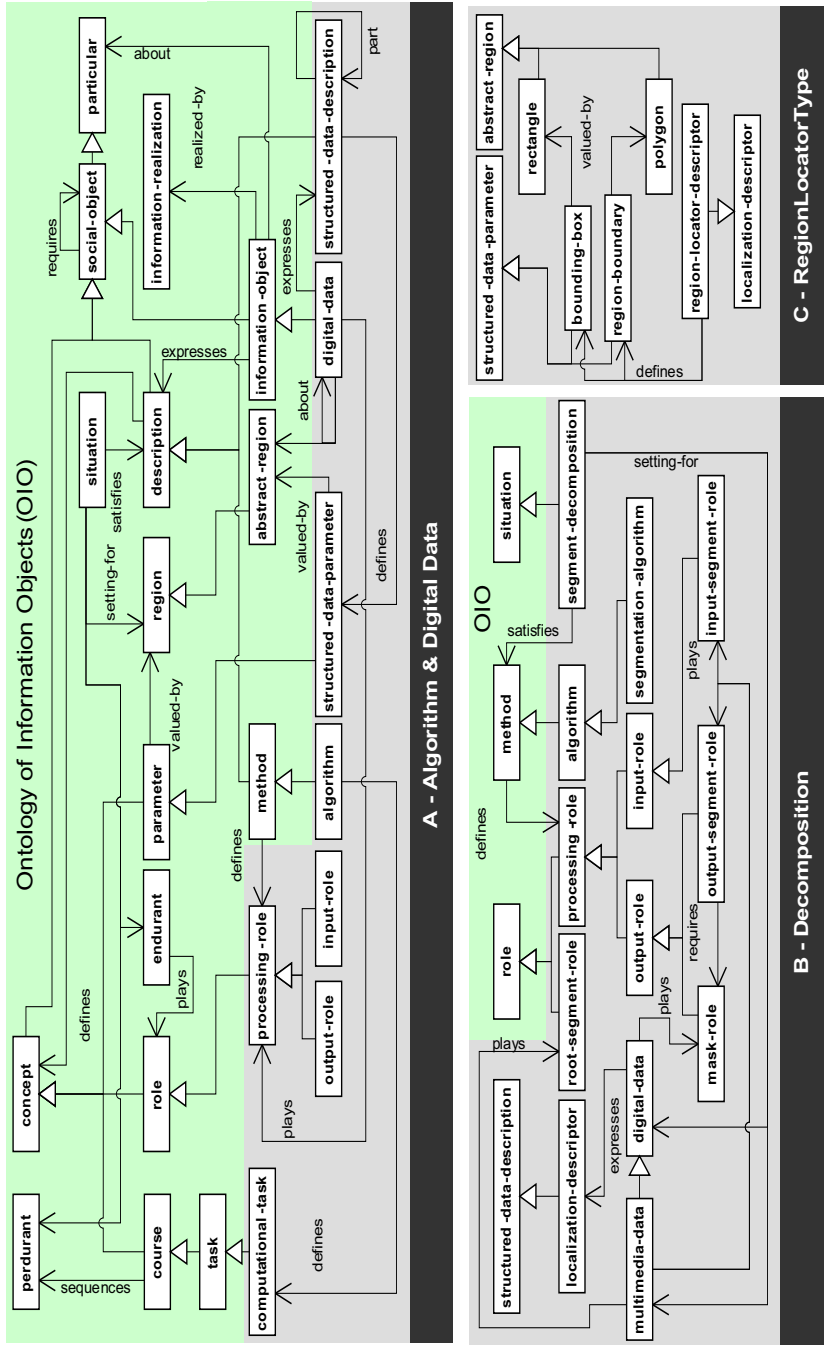 Ontology of Information Objects (OIO)
perdurant
concept
particular
sequences
defines
requires
about
course
role
endurant
parameter
region
situation
description
social-object
information-realization
plays
valued-by
setting-for
satisfies
expresses
realized-by
task
computational-task
processing-role
method
abstract-region
information-object
defines
defines
plays
output-role
input-role
algorithm
structured-data-parameter
digital-data
structured-data-description
valued-by
about
expresses
defines
part
A - Algorithm & Digital Data
OIO
role
method
situation
defines
satisfies
setting-for
plays
structured-data-description
localization-descriptor
root-segment-role
processing-role
algorithm
segment-decomposition
expresses
multimedia-data
digital-data
plays
output-role
input-role
segmentation-algorithm
mask-role
requires
output-segment-role
plays
input-segment-role
B - Decomposition
structured-data-parameter
abstract-region
bounding-box
rectangle
valued-by
region-boundary
polygon
defines
region-locator-descriptor
localization-descriptor
C - RegionLocatorType